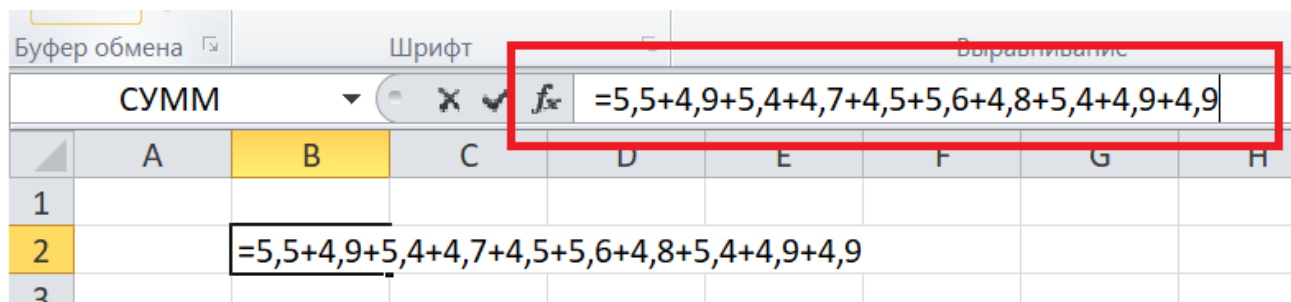 Буфер обмена Шрифт Выравнивание
СУММ fx =5,5+4,9+5,4+4,7+4,5+5,6+4,8+5,4+4,9+4,9
A B C D E F G H
1
2 =5,5+4,9+5,4+4,7+4,5+5,6+4,8+5,4+4,9+4,9
3